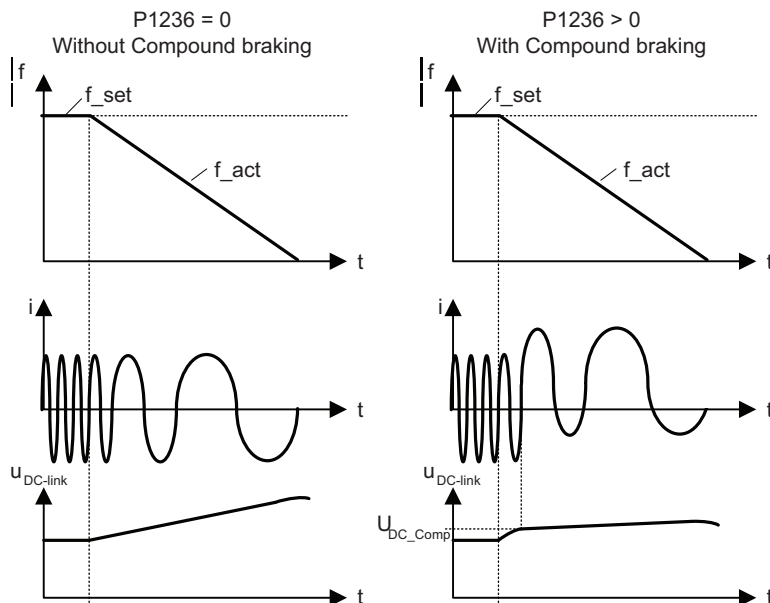 P1236 = 0
Without Compound braking
P1236 > 0
With Compound braking
|f|
f_set
f_act
t
|f|
f_set
f_act
t
i
t
i
t
u DC-link
t
u DC-link
U DC_Comp
t